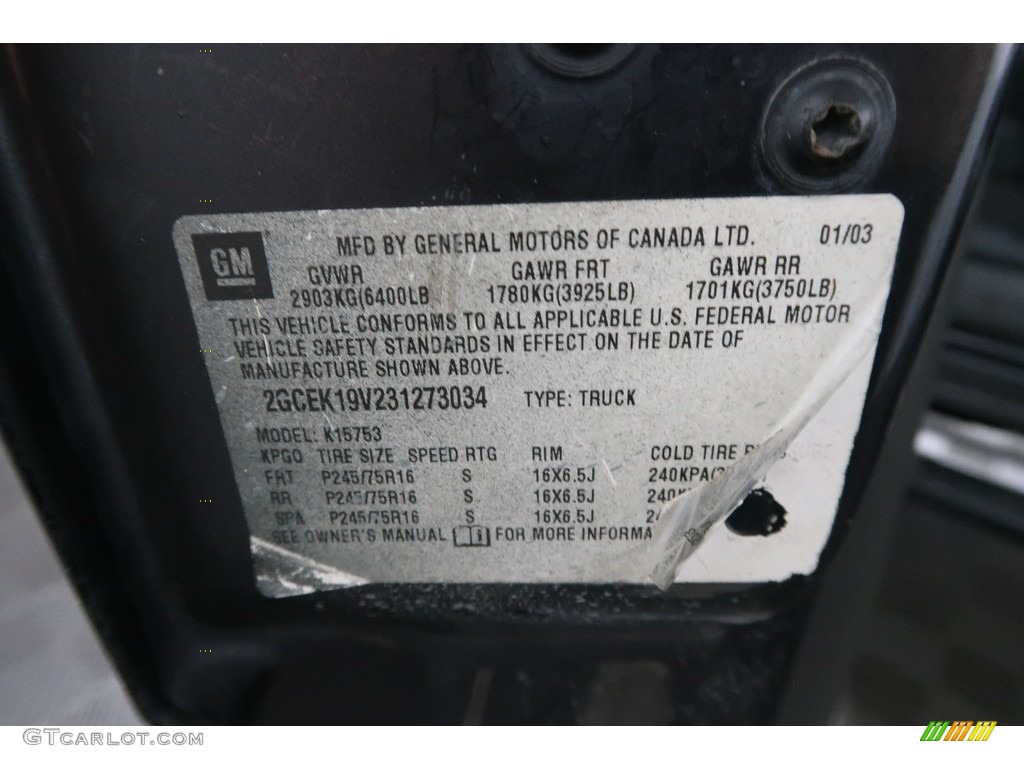 GM
MFD BY GENERAL MOTORS OF CANADA LTD. 01/03
GVWR GAWR FRT GAWR RR
2903KG(6400LB 1780KG(3925LB) 1701KG(3750LB)
THIS VEHICLE CONFORMS TO ALL APPLICABLE U.S. FEDERAL MOTOR
VEHICLE SAFETY STANDARDS IN EFFECT ON THE DATE OF
MANUFACTURE SHOWN ABOVE.
2GCEK19V231273034 TYPE: TRUCK
MODEL: K15753
KPGO TIRE SIZE SPEED RTG RIM COLD TIRE
FRT P245/75R16 S 16X6.5J 240KPA
RR P245/75R16 S 16X6.5J 240
SPA P245/75R16 S 16X6.5J
SEE OWNER'S MANUAL FOR MORE INFORMA
GTCarlot.com